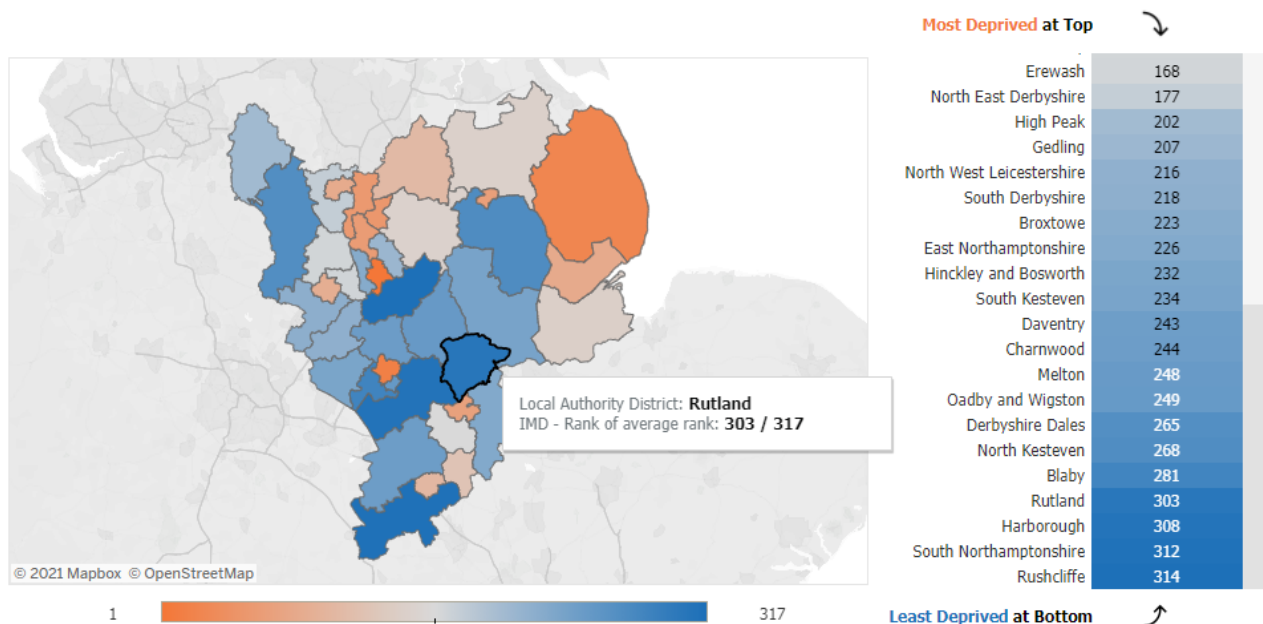 Most Deprived at Top
Erewash 168
North East Derbyshire 177
High Peak 202
Gedling 207
North West Leicestershire 216
South Derbyshire 218
Broxtowe 223
East Northamptonshire 226
Hinckley and Bosworth 232
South Kesteven 234
Daventry 243
Charnwood 244
Melton 248
Oadby and Wigston 249
Derbyshire Dales 265
North Kesteven 268
Blaby 281
Rutland 303
Harborough 308
South Northamptonshire 312
Rushcliffe 314
Local Authority District: Rutland
IMD - Rank of average rank: 303 / 317
© 2021 Mapbox © OpenStreetMap
1 317
Least Deprived at Bottom